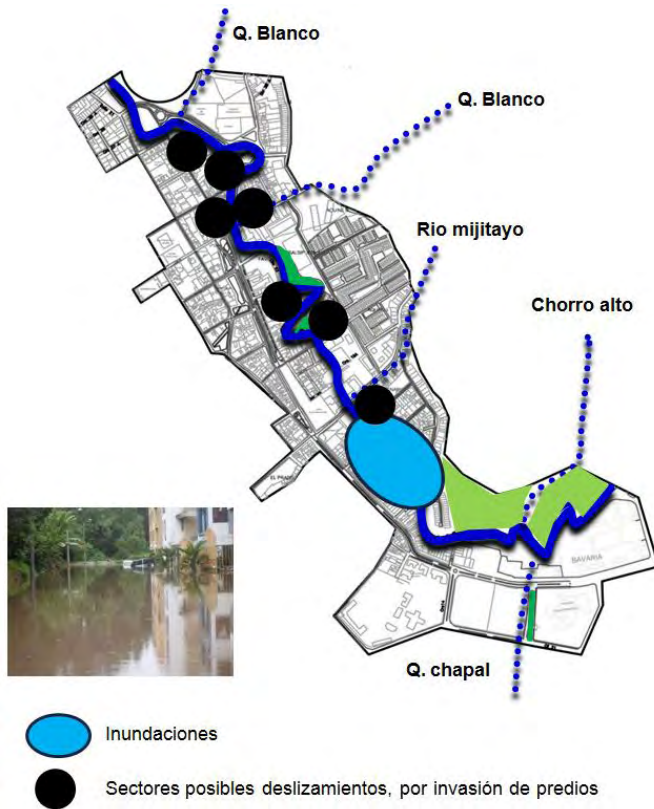 Q. Blanco
Q. Blanco
Rio mijitayo
Chorro alto
BAVARIA
Q. chapal
Inundaciones
Sectores posibles deslizamientos, por invasión de predios